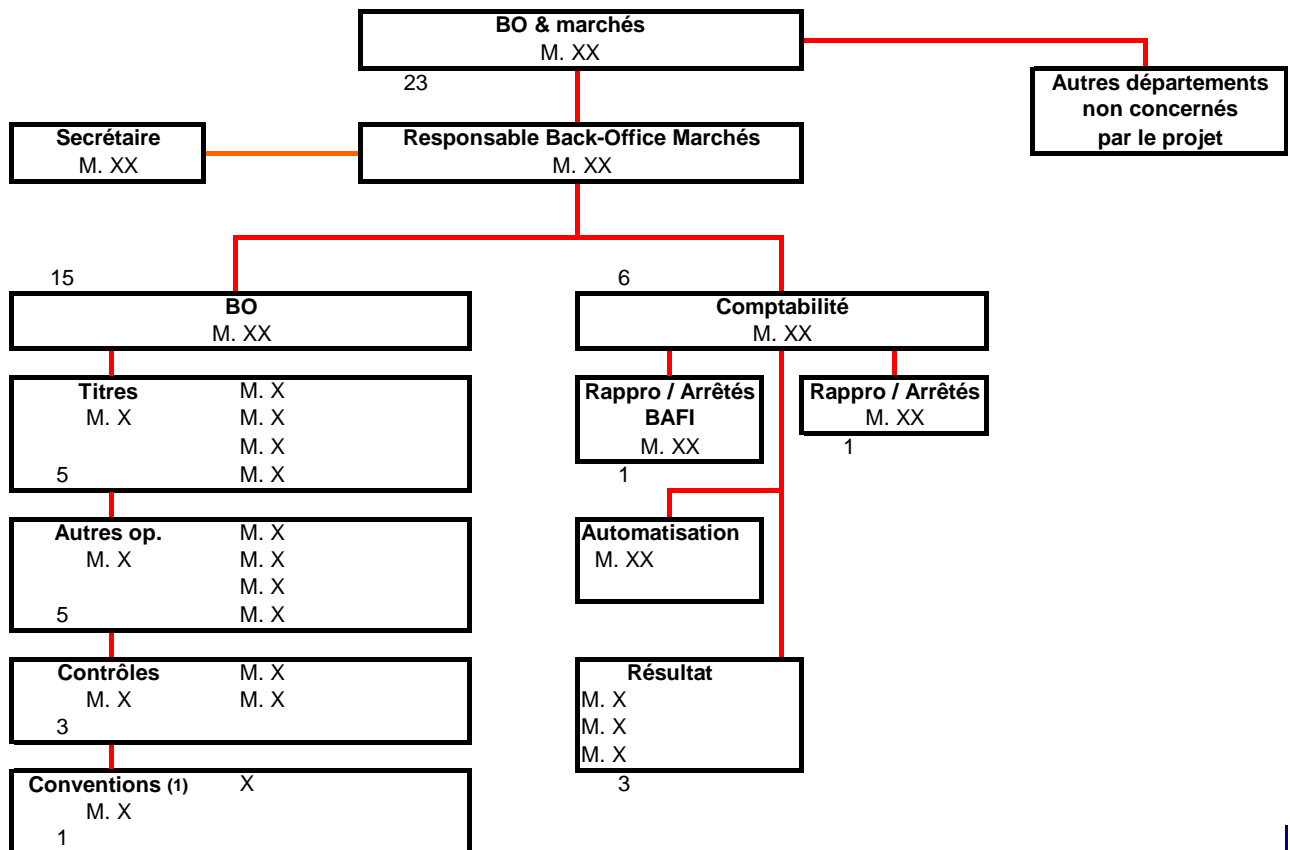 BO & marchés
M. XX
23
Autres départements
non concernés
par le projet
Secrétaire
M. XX
Responsable Back-Office Marchés
M. XX
15
BO
M. XX
6
Comptabilité
M. XX
Titres M. X
M. X M. X
M. X
5 M. X
Autres op. M. X
M. X M. X
M. X
5 M. X
Contrôles M. X
M. X M. X
3
Conventions (1) X
M. X
1
Rappro / Arrêtés
BAFI
M. XX
1
Rappro / Arrêtés
M. XX
1
Automatisation
M. XX
Résultat
M. X
M. X
M. X
3